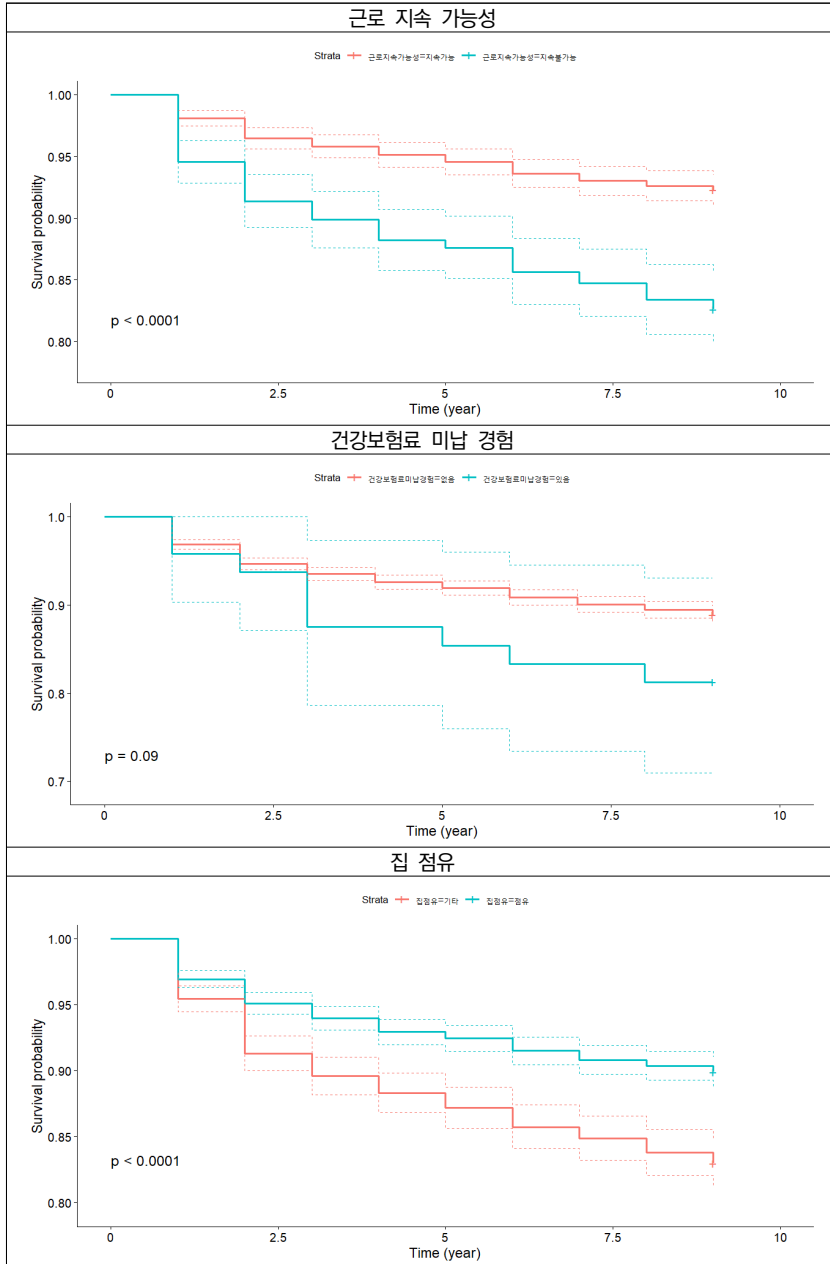 근로 지속 가능성
Strata 근로지속가능성=지속가능 근로지속가능성=지속불가능
1.00
0.95
0.90
0.85
0.80
Survival probability
p < 0.0001
0 2.5 5 7.5 10
Time (year)
건강보험료 미납 경험
Strata 건강보험료미납경험=없음 건강보험료미납경험=있음
1.0
0.9
0.8
0.7
Survival probability
p = 0.09
0 2.5 5 7.5 10
Time (year)
집 점유
Strata 집점유=기타 집점유=점유
1.00
0.95
0.90
0.85
0.80
Survival probability
p < 0.0001
0 2.5 5 7.5 10
Time (year)